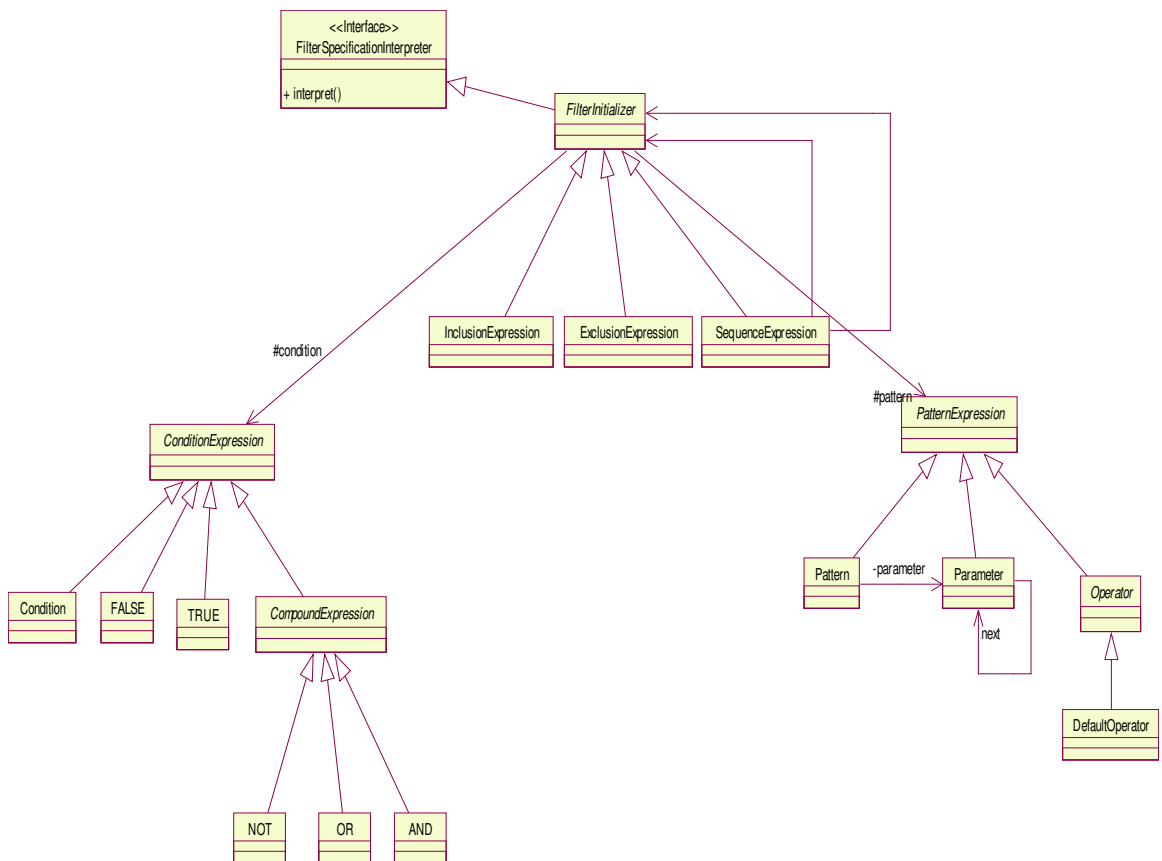 <<Interface>>
FilterSpecificationInterpreter
+ interpret()
FilterInitializer
InclusionExpression
ExclusionExpression
SequenceExpression
#condition
#pattern
PatternExpression
ConditionExpression
Pattern
-parameter
Parameter
Operator
next
Condition
FALSE
TRUE
CompoundExpression
DefaultOperator
NOT
OR
AND